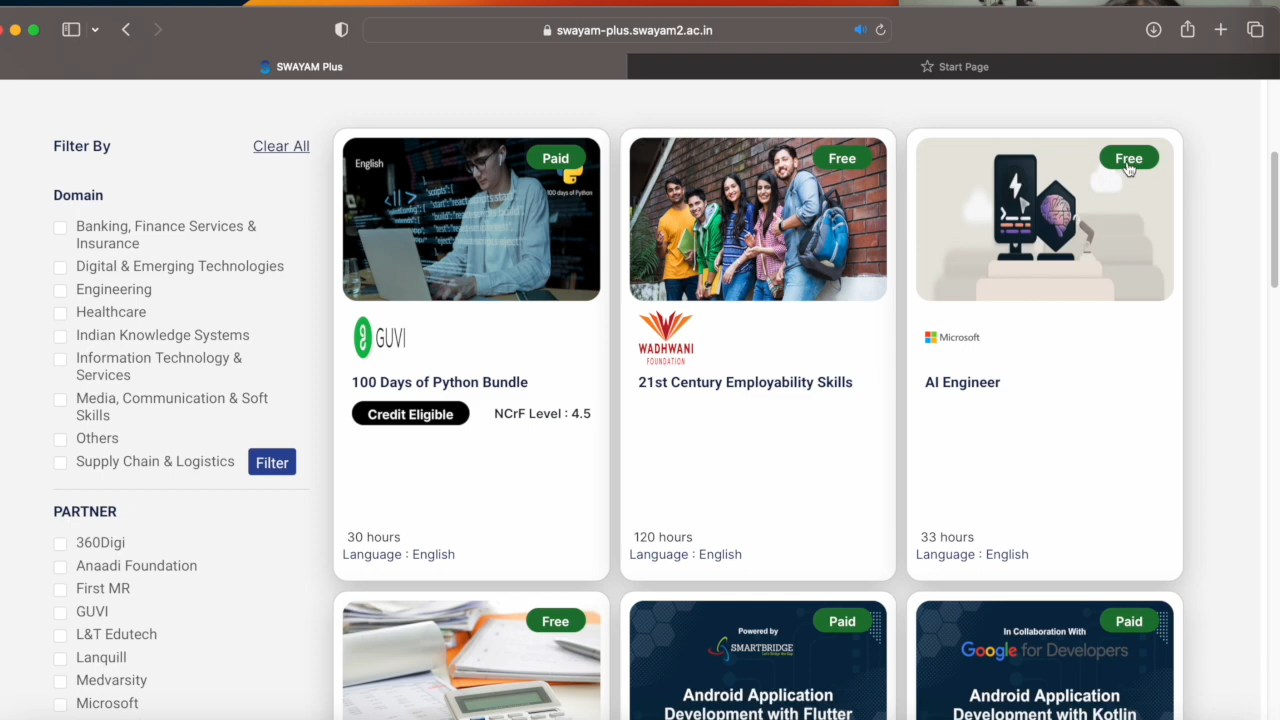 swayam-plus.swayam2.ac.in
SWAYAM Plus
Start Page
Filter By
Clear All
Domain
Banking, Finance Services &
Insurance
Digital & Emerging Technologies
Engineering
Healthcare
Indian Knowledge Systems
Information Technology &
Services
Media, Communication & Soft
Skills
Others
Supply Chain & Logistics
Filter
PARTNER
360Digi
Anaadi Foundation
First MR
GUVI
L&T Edutech
Lanquill
Medvarsity
Microsoft
English
Paid
100 days of Python
GUVI
100 Days of Python Bundle
Credit Eligible
NCrF Level : 4.5
30 hours
Language : English
Free
WADHWANI
FOUNDATION
21st Century Employability Skills
120 hours
Language : English
Free
Microsoft
AI Engineer
33 hours
Language : English
Free
Paid
Powered by
SMARTBRIDGE
Android Application
Development with Flutter
Paid
In Collaboration With
Google for Developers
Android Application
Development with Kotlin